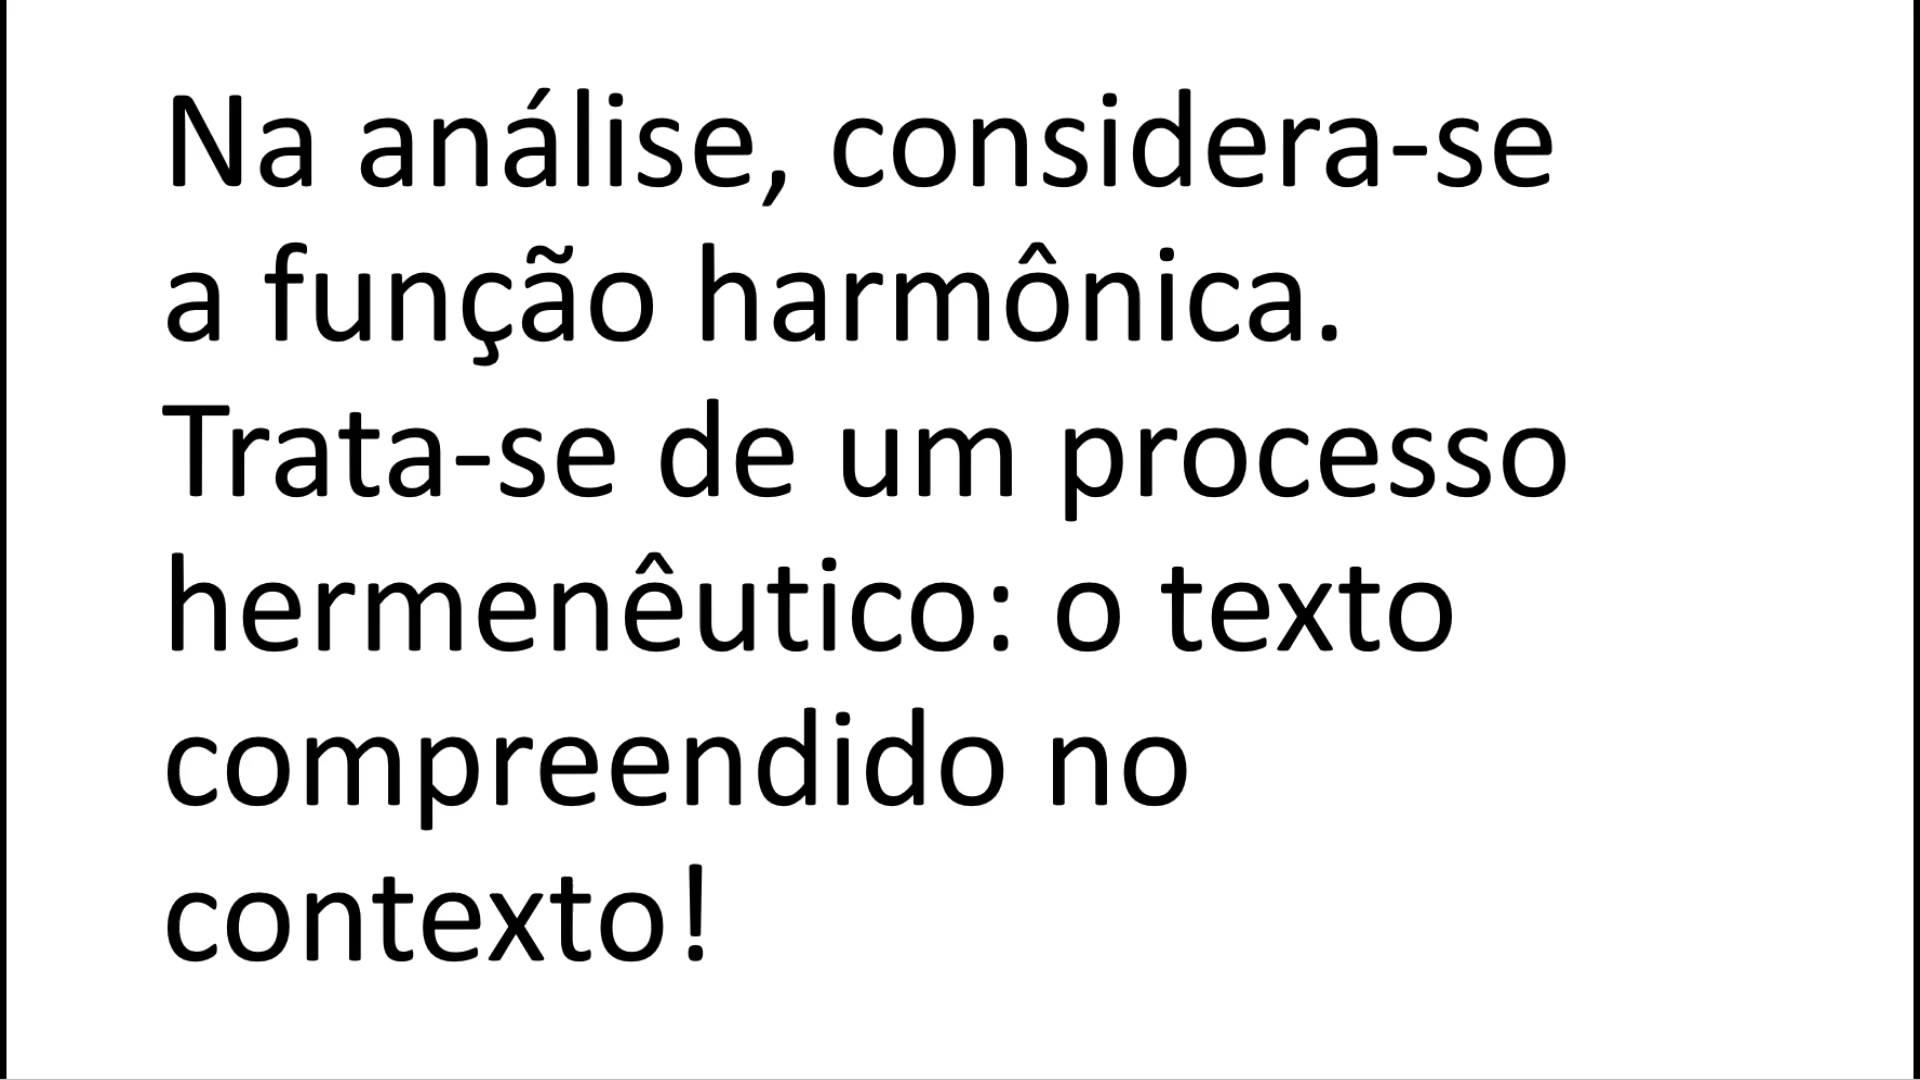 Na análise, considera-se
a função harmônica.
Trata-se de um processo
hermenêutico: o texto
compreendido no
contexto!